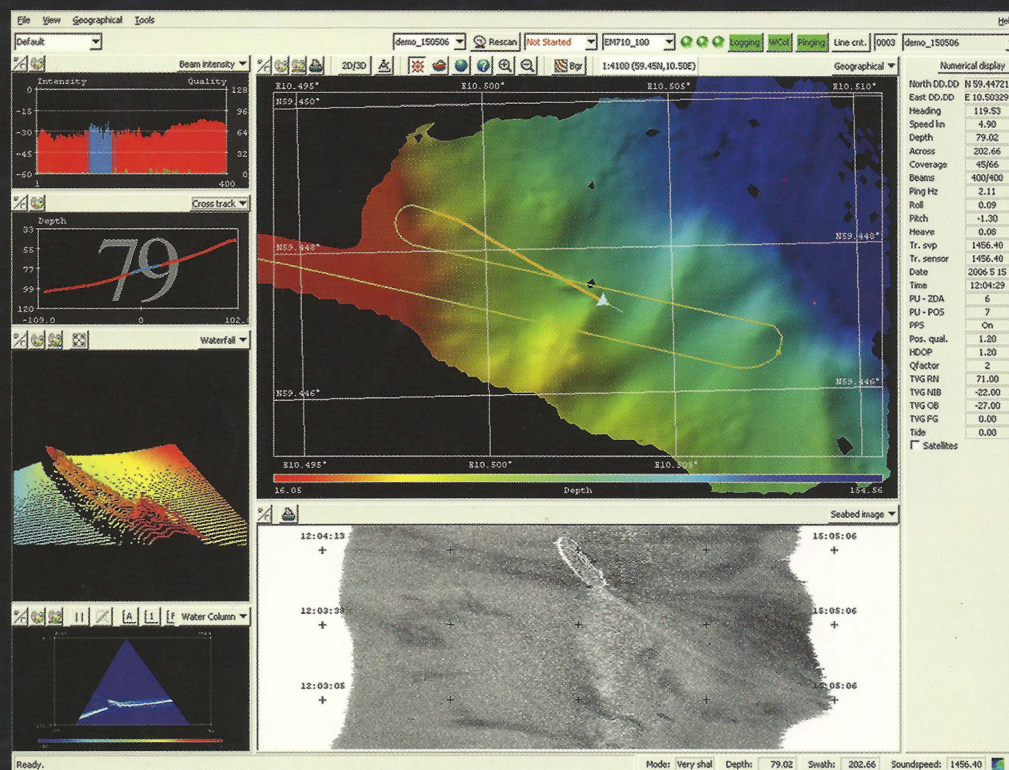 File View Geographical Tools
Default
demo_150506 Rescan Not Started EM710_100 Logging WCol Pinging Line cnt. 0003 demo_150506
Beam intensity
Intensity Quality
0 128
-15 96
-30 64
-45 32
-60 0
1 400
Cross track
Depth
33
55
77
99
120
79
-109.0 0 102.
Waterfall
Water Column
2D/3D Bgr 1:4100 (59.45N,10.50E) Geographical
E10.495° E10.500° E10.510°
N59.450°
N59.448° N59.448°
N59.446° N59.446°
E10.495° E10.500° E10.505°
16.05 Depth 154.56
Seabed image
12:04:13 15:05:06
12:03:39 15:05:06
12:03:05 15:05:06
Numerical display
North DD.DD N 59.44721
East DD.DD E 10.50329
Heading 119.53
Speed kn 4.90
Depth 79.02
Across 202.66
Coverage 45/66
Beams 400/400
Ping Hz 2.11
Roll 0.09
Pitch -1.30
Heave 0.08
Tr. svp 1456.40
Tr. sensor 1456.40
Date 2006 5 15
Time 12:04:29
PU - ZDA 6
PU - POS 7
PPS On
Pos. qual. 1.20
HDOP 1.20
Qfactor 2
TVG RN 71.00
TVG NIB -22.00
TVG OB -27.00
TVG FG 0.00
Tide 0.00
Satellites
Ready. Mode: Very shal Depth: 79.02 Swath: 202.66 Soundspeed: 1456.40